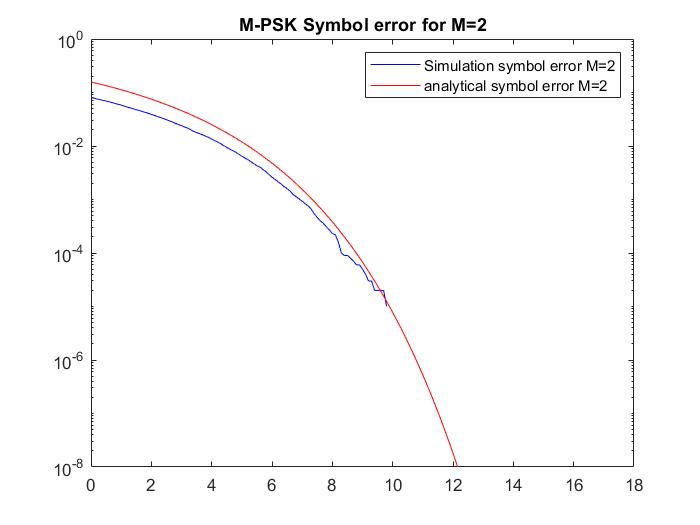 M-PSK Symbol error for M=2
Simulation symbol error M=2
analytical symbol error M=2
10^0
10^-2
10^-4
10^-6
10^-8
0 2 4 6 8 10 12 14 16 18